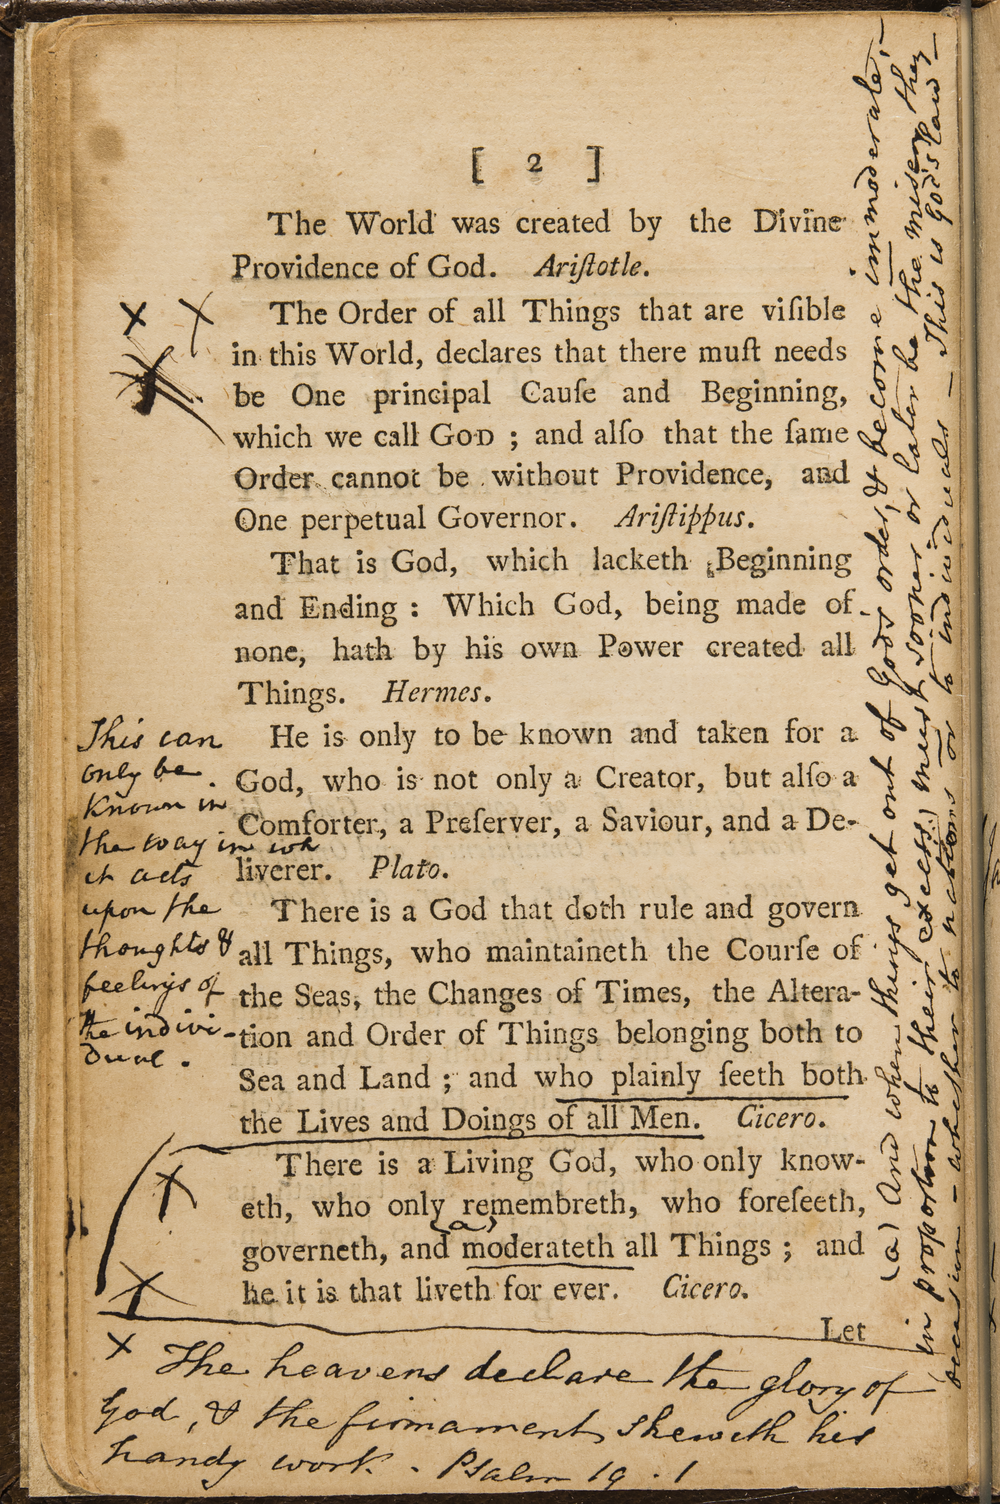 [ 2 ]
The World was created by the Divine
Providence of God. Ariſtotle.
The Order of all Things that are viſible
in this World, declares that there muſt needs
be One principal Cauſe and Beginning,
which we call GOD ; and alſo that the ſame
Order cannot be without Providence, and
One perpetual Governor. Ariſtippus.
That is God, which lacketh Beginning
and Ending : Which God, being made of
none, hath by his own Power created all
Things. Hermes.
He is only to be known and taken for a
God, who is not only a Creator, but alſo a
Comforter, a Preſerver, a Saviour, and a De-
liverer. Plato.
There is a God that doth rule and govern
all Things, who maintaineth the Courſe of
the Seas, the Changes of Times, the Altera-
tion and Order of Things belonging both to
Sea and Land ; and who plainly ſeeth both
the Lives and Doings of all Men. Cicero.
There is a Living God, who only know-
eth, who only remembreth, who foreſeeth,
(a)
governeth, and moderateth all Things ; and
he it is that liveth for ever. Cicero.
Let
This can
only be
known in
the way in wh
it acts
upon the
thoughts &
feelings of
the indivi-
dual.
x The heavens declare the glory of
God, & the firmament sheweth his
handy work. - Psalm 19. 1
(a) And when things get out of Gods order, & become immoderate,-
in proportion to their excess, must sooner or later be the misery they
occasion - whether to nations or to individuals - This is God's law -